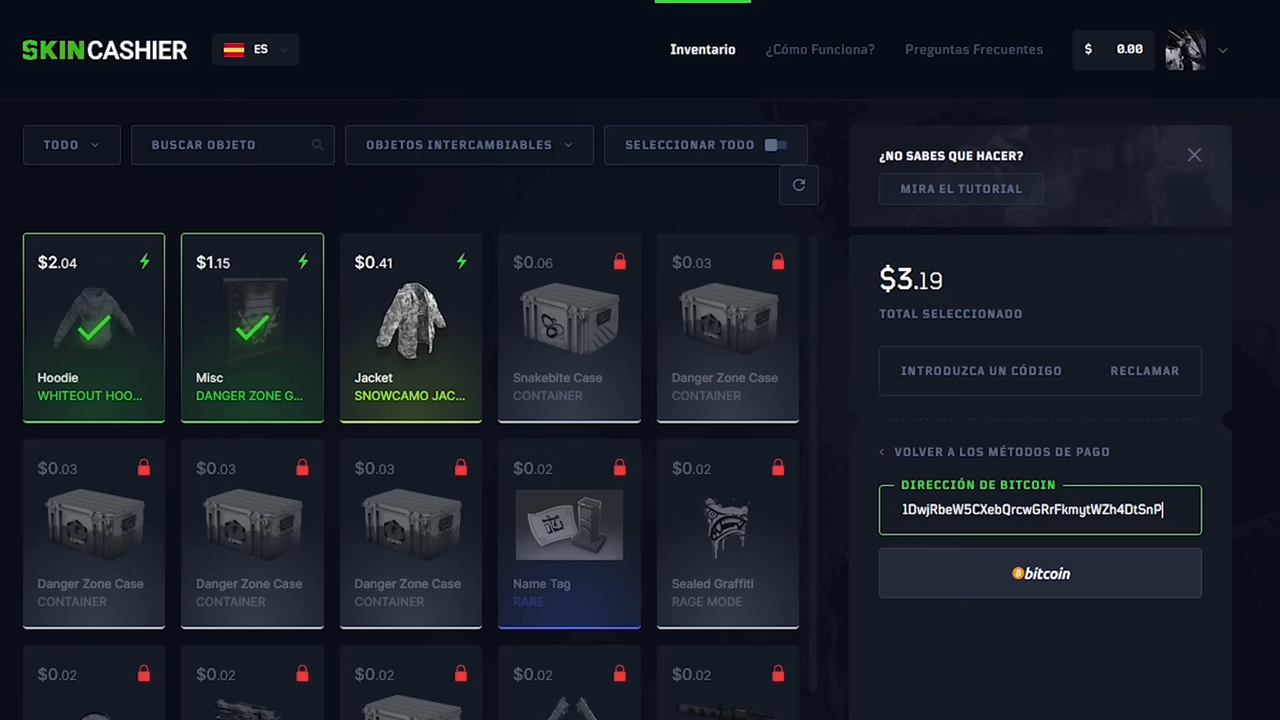 SKINCASHIER
ES
Inventario
¿Cómo Funciona?
Preguntas Frecuentes
$ 0.00
TODO
BUSCAR OBJETO
OBJETOS INTERCAMBIABLES
SELECCIONAR TODO
¿NO SABES QUE HACER?
MIRA EL TUTORIAL
$2.04
Hoodie
WHITEOUT HOO...
$1.15
Misc
DANGER ZONE G...
$0.41
Jacket
SNOWCAMO JAC...
$0.06
Snakebite Case
CONTAINER
$0.03
Danger Zone Case
CONTAINER
$0.03
Danger Zone Case
CONTAINER
$0.03
Danger Zone Case
CONTAINER
$0.03
Danger Zone Case
CONTAINER
$0.02
Name Tag
RARE
$0.02
Sealed Graffiti
RAGE MODE
$0.02
$0.02
$0.02
$0.02
$0.02
$3.19
TOTAL SELECCIONADO
INTRODUZCA UN CÓDIGO
RECLAMAR
VOLVER A LOS MÉTODOS DE PAGO
DIRECCIÓN DE BITCOIN
1DwjRbeW5CXebQrcwGRrFkmytWZh4DtSnP
bitcoin